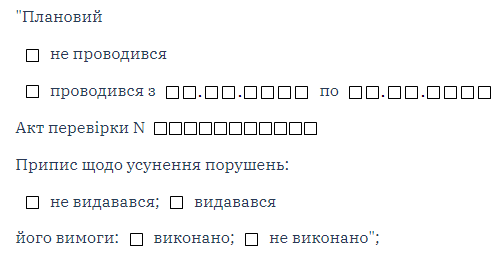 "Плановий
□ не проводився
□ проводився з □□.□□.□□□□ по □□.□□.□□□□
Акт перевірки N □□□□□□□□□□□
Припис щодо усунення порушень:
□ не видавався; □ видавався
його вимоги: □ виконано; □ не виконано";